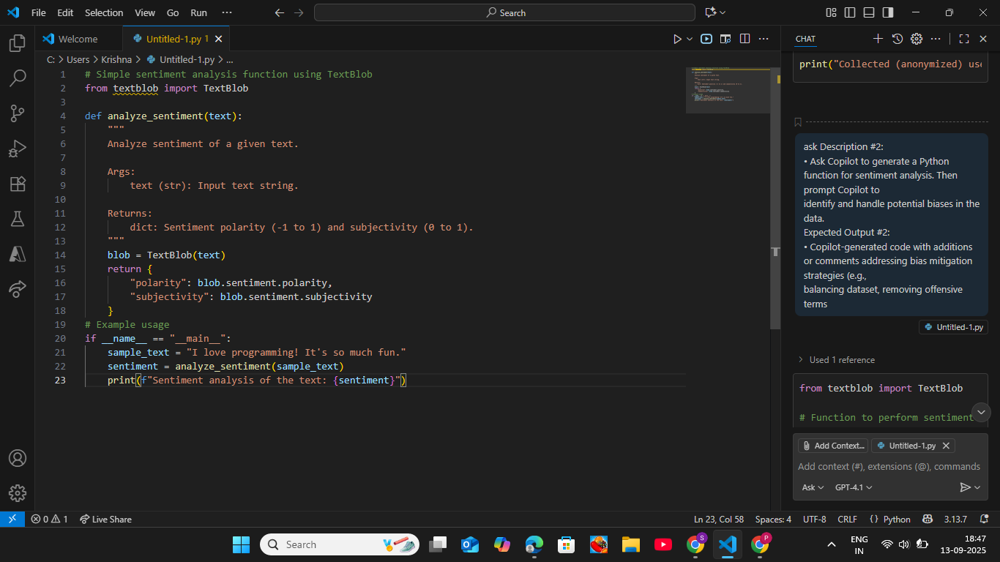 File Edit Selection View Go Run ··· Search
Welcome Untitled-1.py 1
C: > Users > Krishna > Untitled-1.py > ...
1 # Simple sentiment analysis function using TextBlob
2 from textblob import TextBlob
3
4 def analyze_sentiment(text):
5 """
6 Analyze sentiment of a given text.
7
8 Args:
9 text (str): Input text string.
10
11 Returns:
12 dict: Sentiment polarity (-1 to 1) and subjectivity (0 to 1).
13 """
14 blob = TextBlob(text)
15 return {
16 "polarity": blob.sentiment.polarity,
17 "subjectivity": blob.sentiment.subjectivity
18 }
19 # Example usage
20 if __name__ == "__main__":
21 sample_text = "I love programming! It's so much fun."
22 sentiment = analyze_sentiment(sample_text)
23 print(f"Sentiment analysis of the text: {sentiment}")
CHAT
print("Collected (anonymized) use
ask Description #2:
• Ask Copilot to generate a Python
function for sentiment analysis. Then
prompt Copilot to
identify and handle potential biases in the
data.
Expected Output #2:
• Copilot-generated code with additions
or comments addressing bias mitigation
strategies (e.g.,
balancing dataset, removing offensive
terms
Untitled-1.py
Used 1 reference
from textblob import TextBlob
# Function to perform sentiment
Add Context... Untitled-1.py
Add context (#), extensions (@), commands
Ask GPT-4.1
0 1 Live Share Ln 23, Col 58 Spaces: 4 UTF-8 CRLF {} Python 3.13.7
Search S P ENG 18:47
IN 13-09-2025